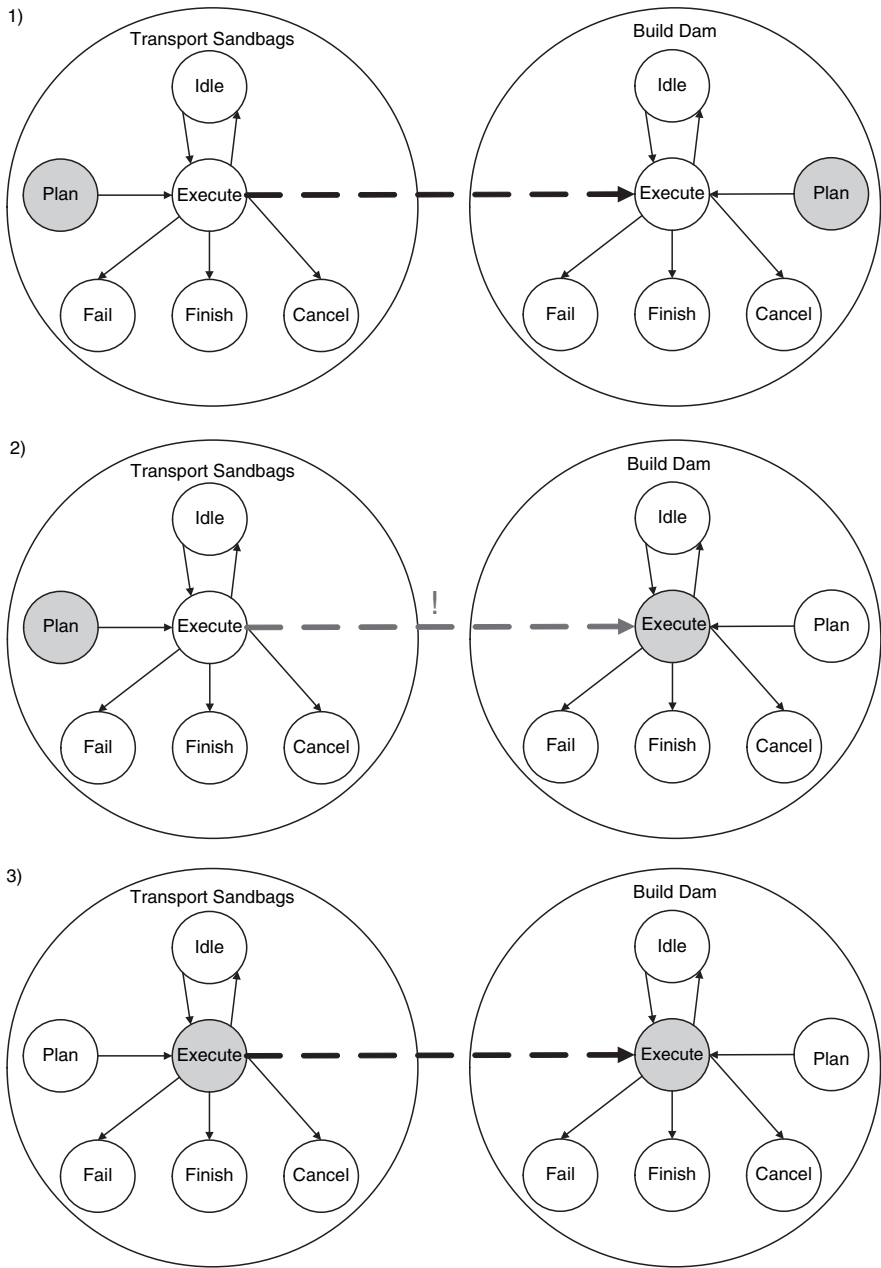 1)
Transport Sandbags
Build Dam
Idle
Idle
Plan
Execute
Execute
Plan
Fail
Finish
Cancel
Fail
Finish
Cancel
2)
Transport Sandbags
Build Dam
Idle
Idle
!
Plan
Execute
Execute
Plan
Fail
Finish
Cancel
Fail
Finish
Cancel
3)
Transport Sandbags
Build Dam
Idle
Idle
Plan
Execute
Execute
Plan
Fail
Finish
Cancel
Fail
Finish
Cancel